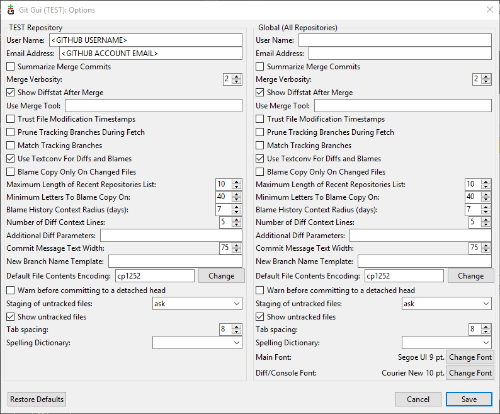 Git Gui (TEST): Options
TEST Repository
User Name: <GITHUB USERNAME>
Email Address: <GITHUB ACCOUNT EMAIL>
Summarize Merge Commits
Merge Verbosity: 2
Show Diffstat After Merge
Use Merge Tool:
Trust File Modification Timestamps
Prune Tracking Branches During Fetch
Match Tracking Branches
Use Textconv For Diffs and Blames
Blame Copy Only On Changed Files
Maximum Length of Recent Repositories List: 10
Minimum Letters To Blame Copy On: 40
Blame History Context Radius (days): 7
Number of Diff Context Lines: 5
Additional Diff Parameters:
Commit Message Text Width: 75
New Branch Name Template:
Default File Contents Encoding: cp1252 Change
Warn before committing to a detached head
Staging of untracked files: ask
Show untracked files
Tab spacing: 8
Spelling Dictionary:
Global (All Repositories)
User Name:
Email Address:
Summarize Merge Commits
Merge Verbosity: 2
Show Diffstat After Merge
Use Merge Tool:
Trust File Modification Timestamps
Prune Tracking Branches During Fetch
Match Tracking Branches
Use Textconv For Diffs and Blames
Blame Copy Only On Changed Files
Maximum Length of Recent Repositories List: 10
Minimum Letters To Blame Copy On: 40
Blame History Context Radius (days): 7
Number of Diff Context Lines: 5
Additional Diff Parameters:
Commit Message Text Width: 75
New Branch Name Template:
Default File Contents Encoding: cp1252 Change
Warn before committing to a detached head
Staging of untracked files: ask
Show untracked files
Tab spacing: 8
Spelling Dictionary:
Main Font: Segoe UI 9 pt. Change Font
Diff/Console Font: Courier New 10 pt. Change Font
Restore Defaults
Cancel
Save